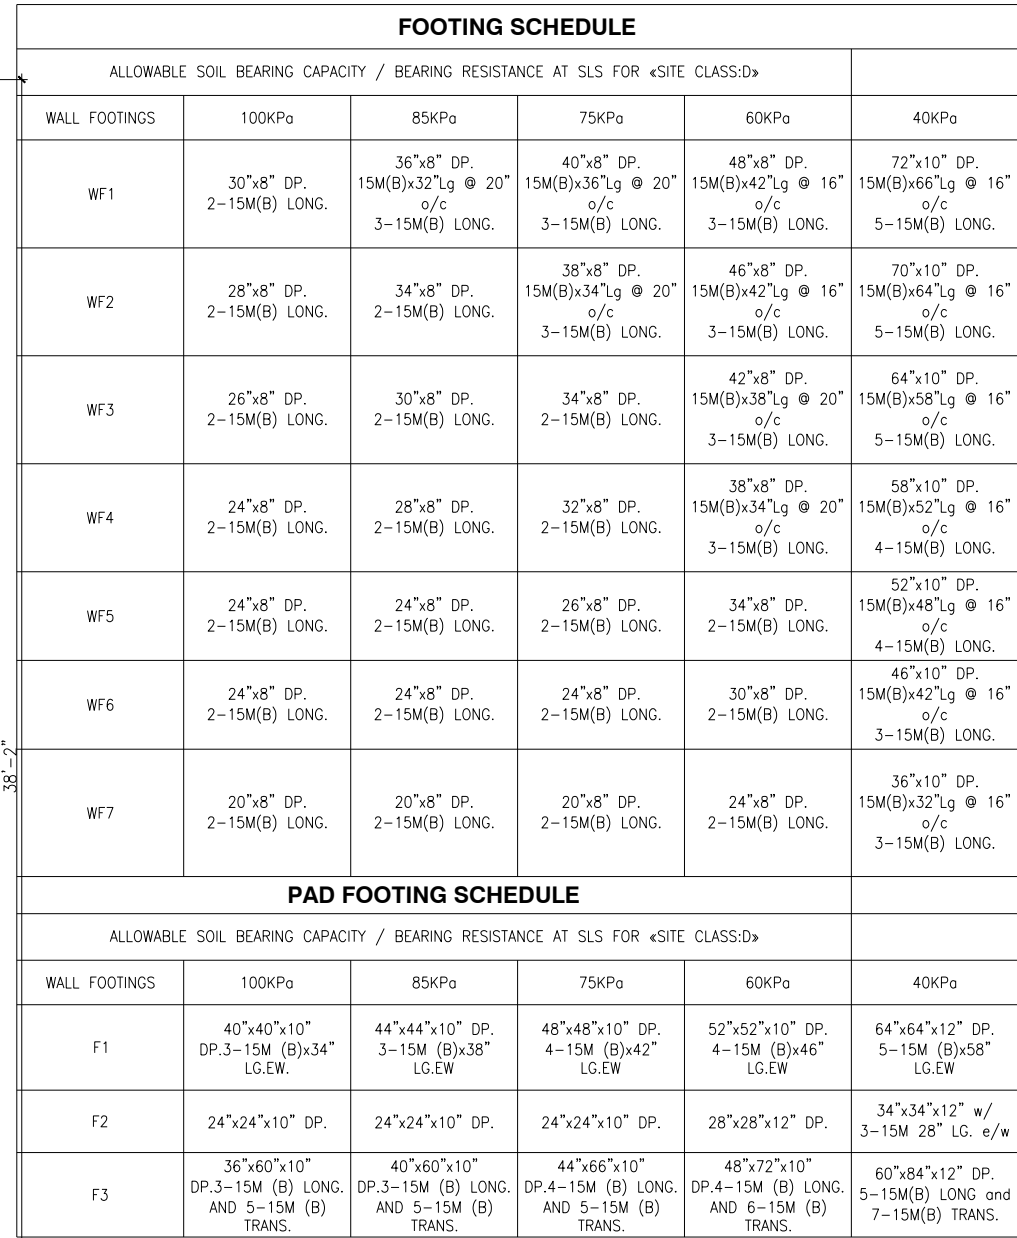 FOOTING SCHEDULE
ALLOWABLE SOIL BEARING CAPACITY / BEARING RESISTANCE AT SLS FOR «SITE CLASS:D»
WALL FOOTINGS 100KPa 85KPa 75KPa 60KPa 40KPa
WF1
30"x8" DP.
2-15M(B) LONG.
36"x8" DP.
15M(B)x32"Lg @ 20"
o/c
3-15M(B) LONG.
40"x8" DP.
15M(B)x36"Lg @ 20"
o/c
3-15M(B) LONG.
48"x8" DP.
15M(B)x42"Lg @ 16"
o/c
3-15M(B) LONG.
72"x10" DP.
15M(B)x66"Lg @ 16"
o/c
5-15M(B) LONG.
WF2
28"x8" DP.
2-15M(B) LONG.
34"x8" DP.
2-15M(B) LONG.
38"x8" DP.
15M(B)x34"Lg @ 20"
o/c
3-15M(B) LONG.
46"x8" DP.
15M(B)x42"Lg @ 16"
o/c
3-15M(B) LONG.
70"x10" DP.
15M(B)x64"Lg @ 16"
o/c
5-15M(B) LONG.
WF3
26"x8" DP.
2-15M(B) LONG.
30"x8" DP.
2-15M(B) LONG.
34"x8" DP.
2-15M(B) LONG.
42"x8" DP.
15M(B)x38"Lg @ 20"
o/c
3-15M(B) LONG.
64"x10" DP.
15M(B)x58"Lg @ 16"
o/c
5-15M(B) LONG.
WF4
24"x8" DP.
2-15M(B) LONG.
28"x8" DP.
2-15M(B) LONG.
32"x8" DP.
2-15M(B) LONG.
38"x8" DP.
15M(B)x34"Lg @ 20"
o/c
3-15M(B) LONG.
58"x10" DP.
15M(B)x52"Lg @ 16"
o/c
4-15M(B) LONG.
WF5
24"x8" DP.
2-15M(B) LONG.
24"x8" DP.
2-15M(B) LONG.
26"x8" DP.
2-15M(B) LONG.
34"x8" DP.
2-15M(B) LONG.
52"x10" DP.
15M(B)x48"Lg @ 16"
o/c
4-15M(B) LONG.
WF6
24"x8" DP.
2-15M(B) LONG.
24"x8" DP.
2-15M(B) LONG.
24"x8" DP.
2-15M(B) LONG.
30"x8" DP.
2-15M(B) LONG.
46"x10" DP.
15M(B)x42"Lg @ 16"
o/c
3-15M(B) LONG.
38'-2"
WF7
20"x8" DP.
2-15M(B) LONG.
20"x8" DP.
2-15M(B) LONG.
20"x8" DP.
2-15M(B) LONG.
24"x8" DP.
2-15M(B) LONG.
36"x10" DP.
15M(B)x32"Lg @ 16"
o/c
3-15M(B) LONG.
PAD FOOTING SCHEDULE
ALLOWABLE SOIL BEARING CAPACITY / BEARING RESISTANCE AT SLS FOR «SITE CLASS:D»
WALL FOOTINGS 100KPa 85KPa 75KPa 60KPa 40KPa
F1
40"x40"x10"
DP.3-15M (B)x34"
LG.EW.
44"x44"x10" DP.
3-15M (B)x38"
LG.EW
48"x48"x10" DP.
4-15M (B)x42"
LG.EW
52"x52"x10" DP.
4-15M (B)x46"
LG.EW
64"x64"x12" DP.
5-15M (B)x58"
LG.EW
F2
24"x24"x10" DP.
24"x24"x10" DP.
24"x24"x10" DP.
28"x28"x12" DP.
34"x34"x12" w/
3-15M 28" LG. e/w
F3
36"x60"x10"
DP.3-15M (B) LONG.
AND 5-15M (B)
TRANS.
40"x60"x10"
DP.3-15M (B) LONG.
AND 5-15M (B)
TRANS.
44"x66"x10"
DP.4-15M (B) LONG.
AND 5-15M (B)
TRANS.
48"x72"x10"
DP.4-15M (B) LONG.
AND 6-15M (B)
TRANS.
60"x84"x12" DP.
5-15M(B) LONG and
7-15M(B) TRANS.